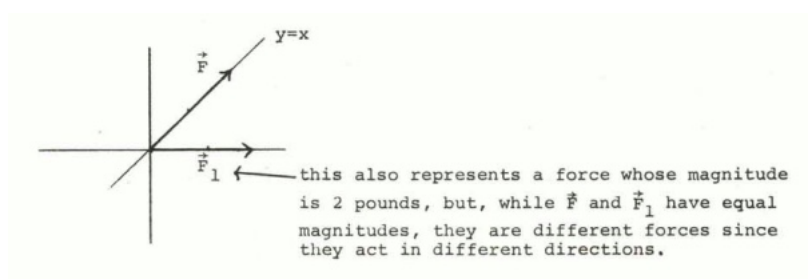 y=x
F⃗
F⃗₁
this also represents a force whose magnitude
is 2 pounds, but, while F⃗ and F⃗₁ have equal
magnitudes, they are different forces since
they act in different directions.